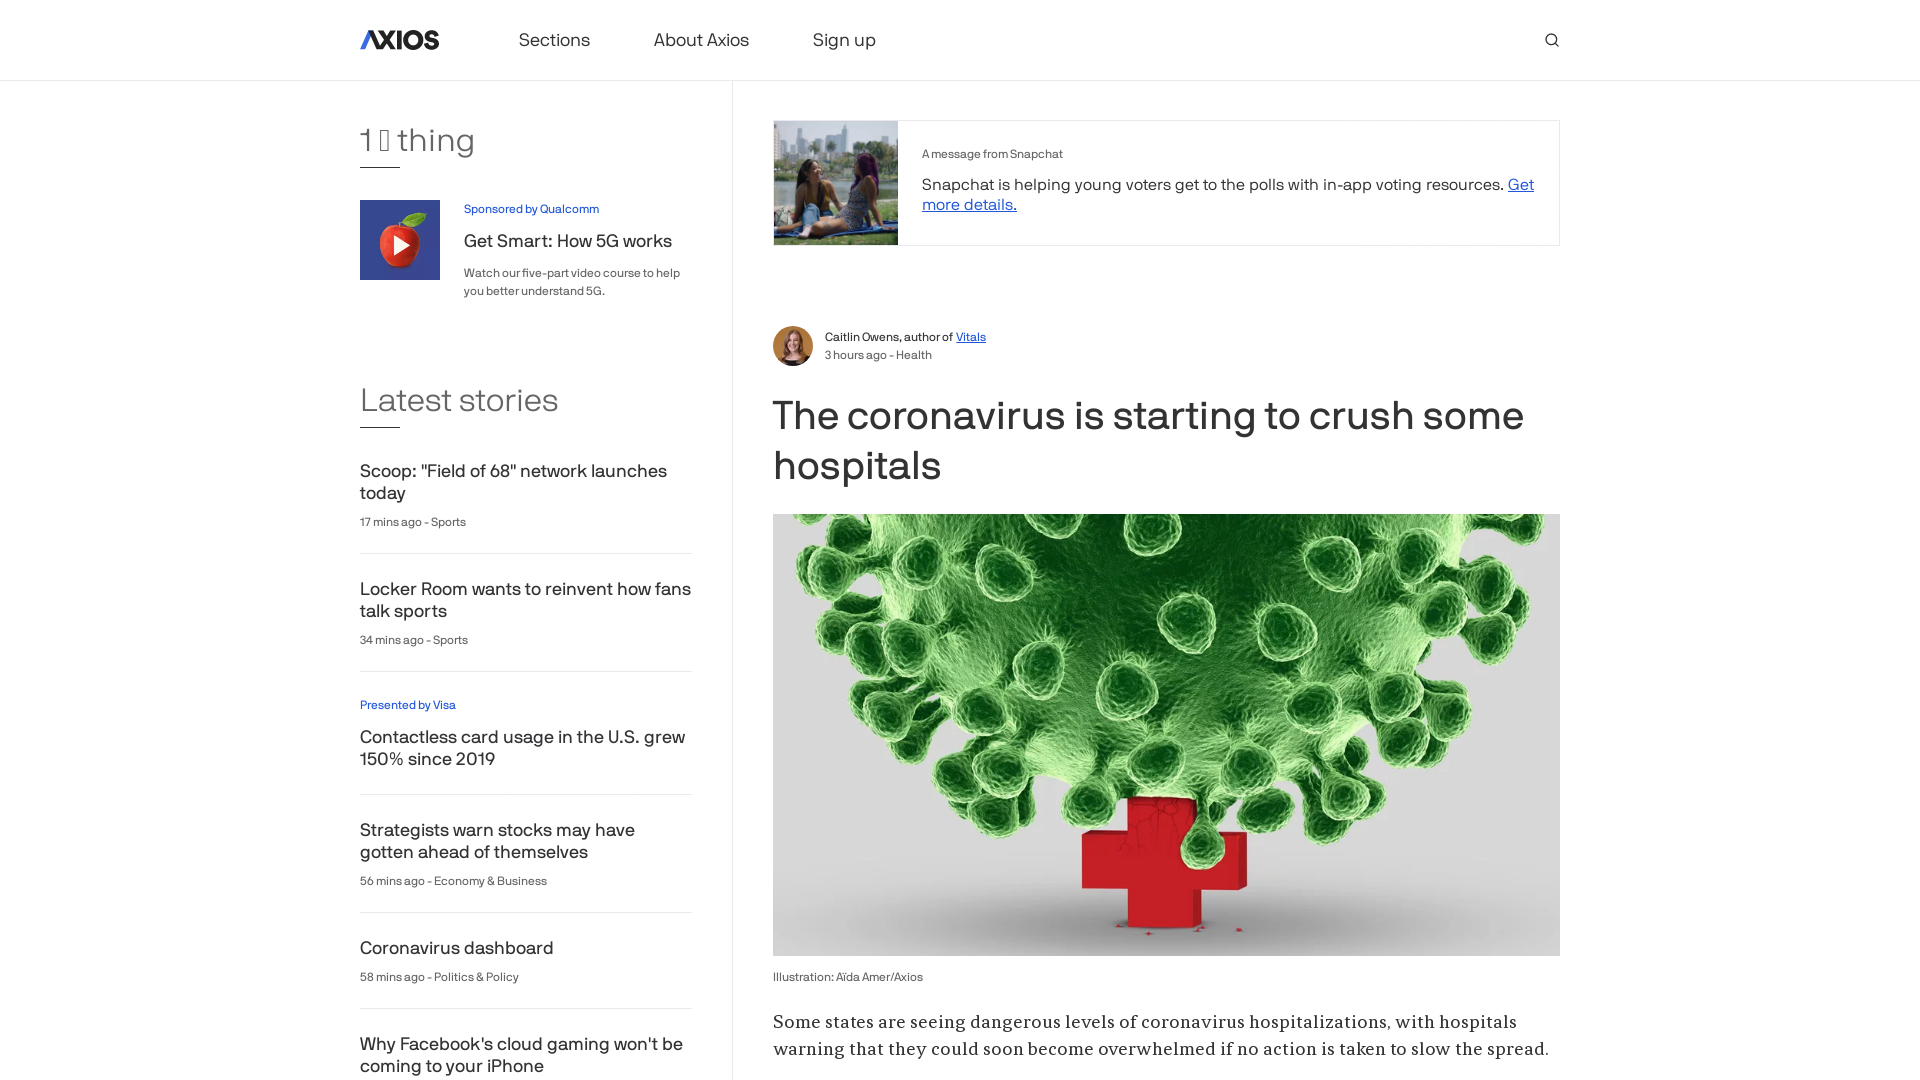 AXIOS
Sections
About Axios
Sign up
1 thing
Sponsored by Qualcomm
Get Smart: How 5G works
Watch our five-part video course to help
you better understand 5G.
Latest stories
Scoop: "Field of 68" network launches
today
17 mins ago - Sports
Locker Room wants to reinvent how fans
talk sports
34 mins ago - Sports
Presented by Visa
Contactless card usage in the U.S. grew
150% since 2019
Strategists warn stocks may have
gotten ahead of themselves
56 mins ago - Economy & Business
Coronavirus dashboard
58 mins ago - Politics & Policy
Why Facebook's cloud gaming won't be
coming to your iPhone
A message from Snapchat
Snapchat is helping young voters get to the polls with in-app voting resources. Get
more details.
Caitlin Owens, author of Vitals
3 hours ago - Health
The coronavirus is starting to crush some
hospitals
Illustration: Aïda Amer/Axios
Some states are seeing dangerous levels of coronavirus hospitalizations, with hospitals
warning that they could soon become overwhelmed if no action is taken to slow the spread.